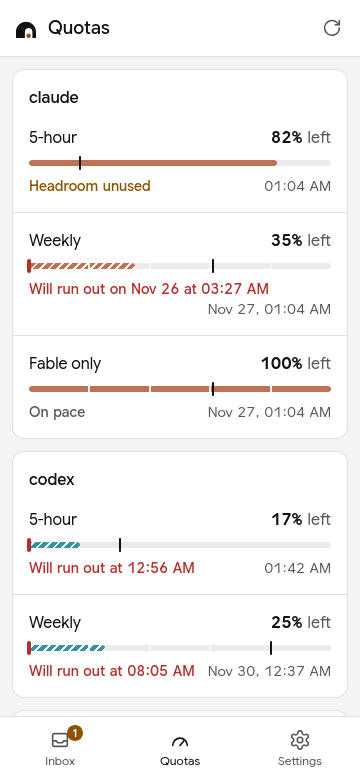 Quotas
claude
5-hour 82% left
Headroom unused 01:04 AM
Weekly 35% left
Will run out on Nov 26 at 03:27 AM
Nov 27, 01:04 AM
Fable only 100% left
On pace Nov 27, 01:04 AM
codex
5-hour 17% left
Will run out at 12:56 AM 01:42 AM
Weekly 25% left
Will run out at 08:05 AM Nov 30, 12:37 AM
1
Inbox Quotas Settings